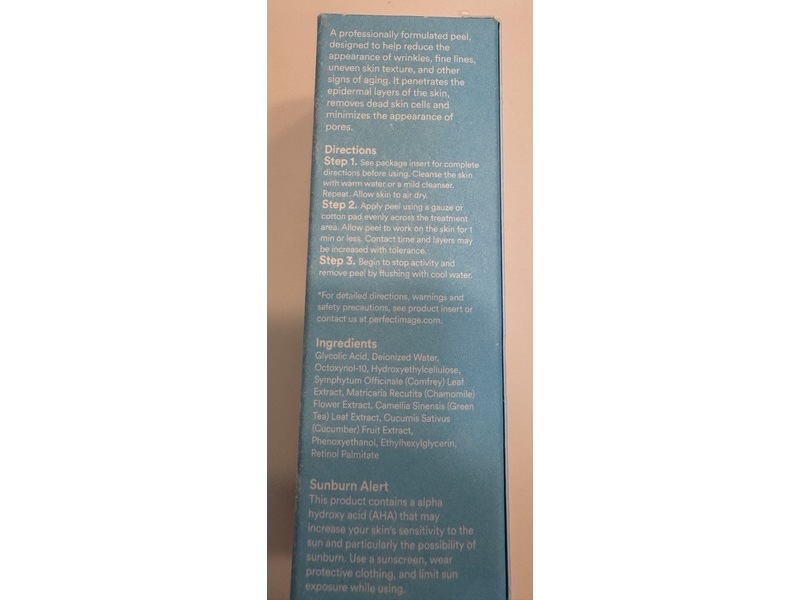 A professionally formulated peel,
designed to help reduce the
appearance of wrinkles, fine lines,
uneven skin texture, and other
signs of aging. It penetrates the
epidermal layers of the skin,
removes dead skin cells and
minimizes the appearance of
pores.
Directions
Step 1. See package insert for complete
directions before using. Cleanse the skin
with warm water or a mild cleanser.
Repeat. Allow skin to air dry.
Step 2. Apply peel using a gauze or
cotton pad evenly across the treatment
area. Allow peel to work on the skin for 1
min or less. Contact time and layers may
be increased with tolerance.
Step 3. Begin to stop activity and
remove peel by flushing with cool water.
*For detailed directions, warnings and
safety precautions, see product insert or
contact us at perfectimage.com.
Ingredients
Glycolic Acid, Deionized Water,
Octoxynol-10, Hydroxyethylcellulose,
Symphytum Officinale (Comfrey) Leaf
Extract, Matricaria Recutita (Chamomile)
Flower Extract, Camellia Sinensis (Green
Tea) Leaf Extract, Cucumis Sativus
(Cucumber) Fruit Extract,
Phenoxyethanol, Ethylhexylglycerin,
Retinol Palmitate
Sunburn Alert
This product contains a alpha
hydroxy acid (AHA) that may
increase your skin's sensitivity to the
sun and particularly the possibility of
sunburn. Use a sunscreen, wear
protective clothing, and limit sun
exposure while using.